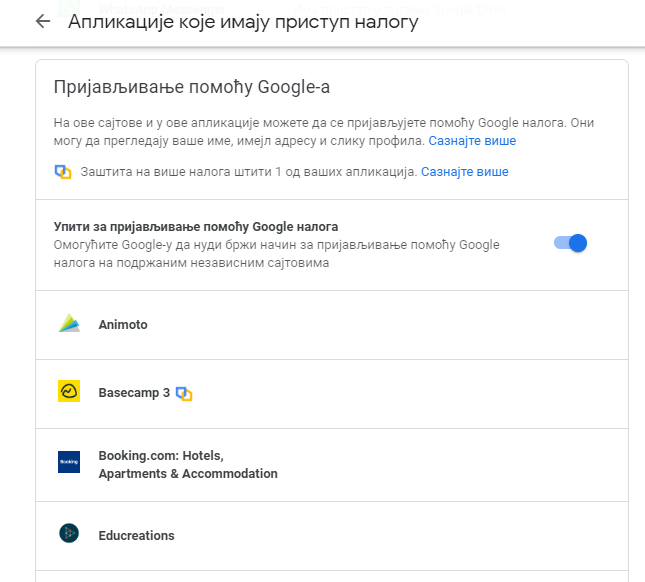 Апликације које имају приступ налогу
Пријављивање помоћу Google-а
На ове сајтове и у ове апликације можете да се пријављујете помоћу Google налога. Они
могу да прегледају ваше име, имејл адресу и слику профила. Сазнајте више
Заштита на више налога штити 1 од ваших апликација. Сазнајте више
Упити за пријављивање помоћу Google налога
Омогућите Google-у да нуди бржи начин за пријављивање помоћу Google
налога на подржаним независним сајтовима
Animoto
Basecamp 3
Booking
Booking.com: Hotels,
Apartments & Accommodation
Educreations